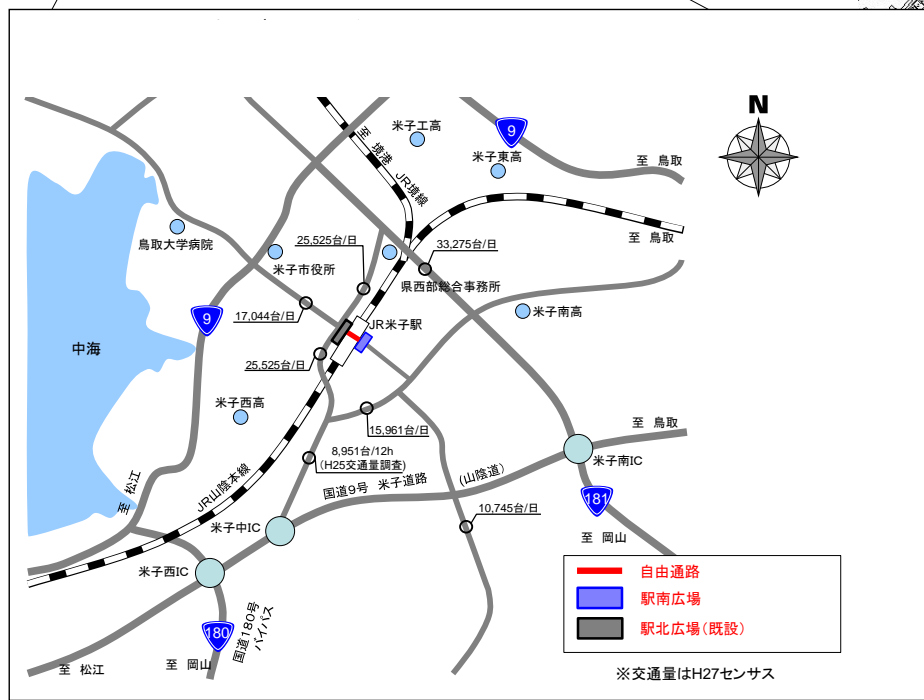 N
米子工高
9
至 境港
JR境線
米子東高
至 鳥取
鳥取大学病院
25,525台/日
33,275台/日
至 鳥取
米子市役所
県西部総合事務所
17,044台/日
9
JR米子駅
米子南高
中海
25,525台/日
米子西高
15,961台/日
至 鳥取
8,951台/12h
(H25交通量調査)
米子南IC
JR山陰本線
国道9号 米子道路
(山陰道)
至 松江
181
10,745台/日
米子中IC
至 岡山
米子西IC
自由通路
駅南広場
180
国道180号
バイパス
駅北広場(既設)
至 松江
至 岡山
※交通量はH27センサス